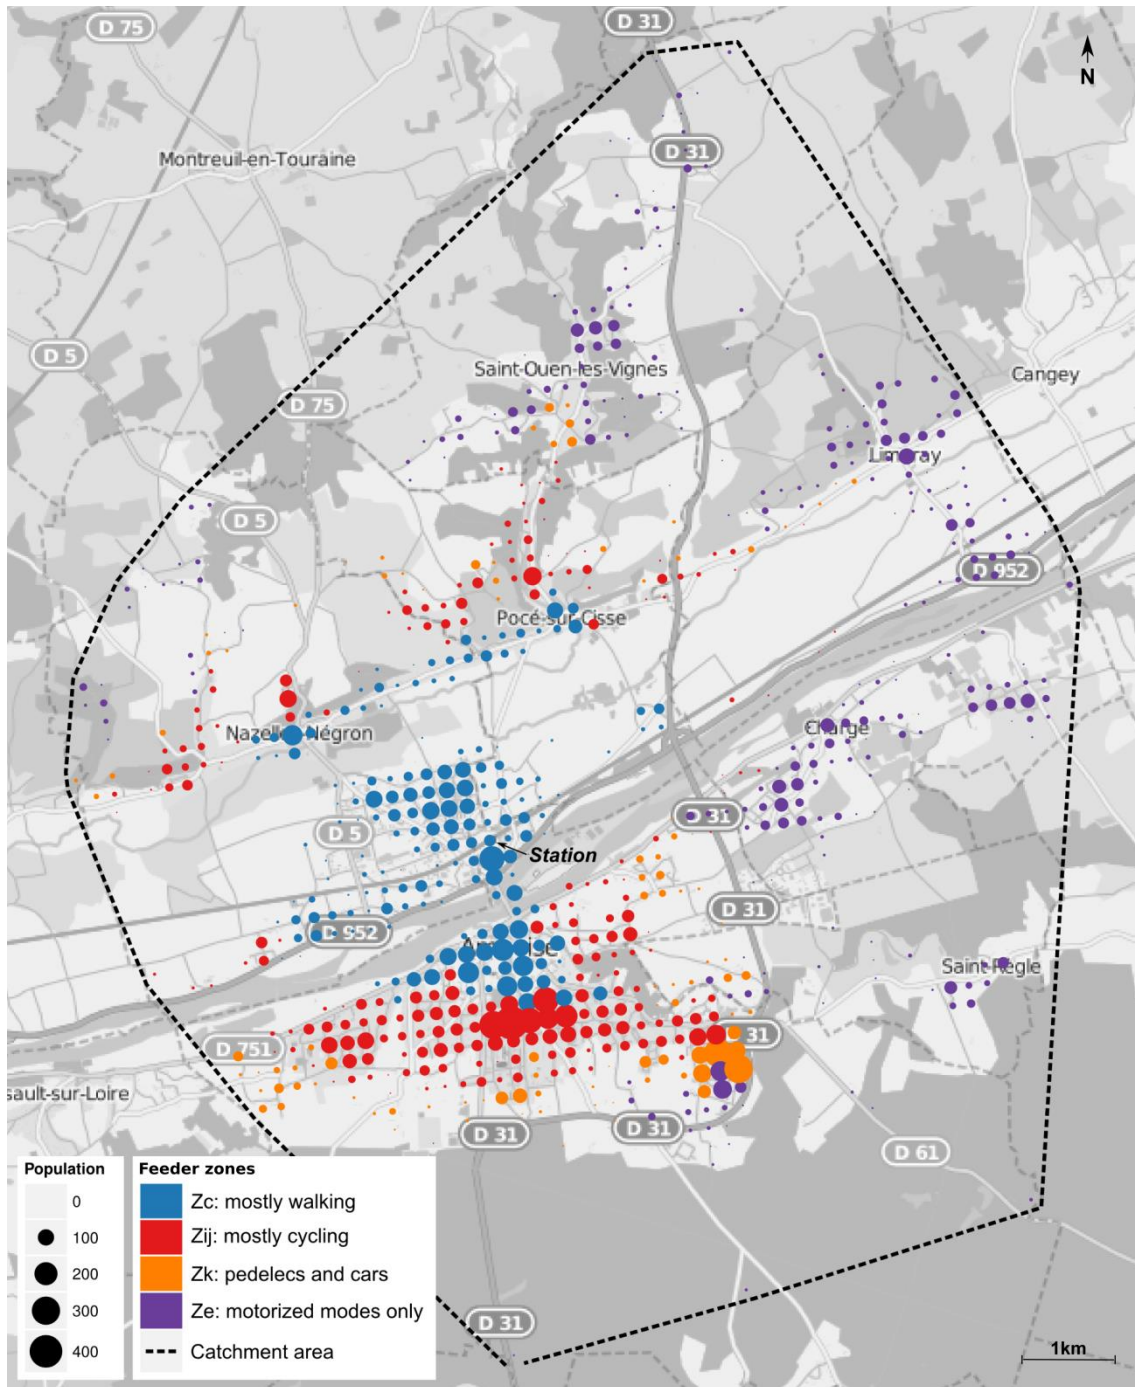 D 31
D 75
N
D 31
Montreuil-en-Touraine
D 5
Saint-Ouen-les-Vignes
Cangey
D 75
Limeray
D 5
D 952
Pocé-sur-Cisse
Nazelles-Négron
Chargé
D 31
D 5
Station
D 31
D 952
Amboise
Saint-Règle
D 751
31
sault-sur-Loire
D 31
D 31
D 61
Population
0
100
200
300
400
Feeder zones
Zc: mostly walking
Zij: mostly cycling
Zk: pedelecs and cars
Ze: motorized modes only
Catchment area
D 31
1km